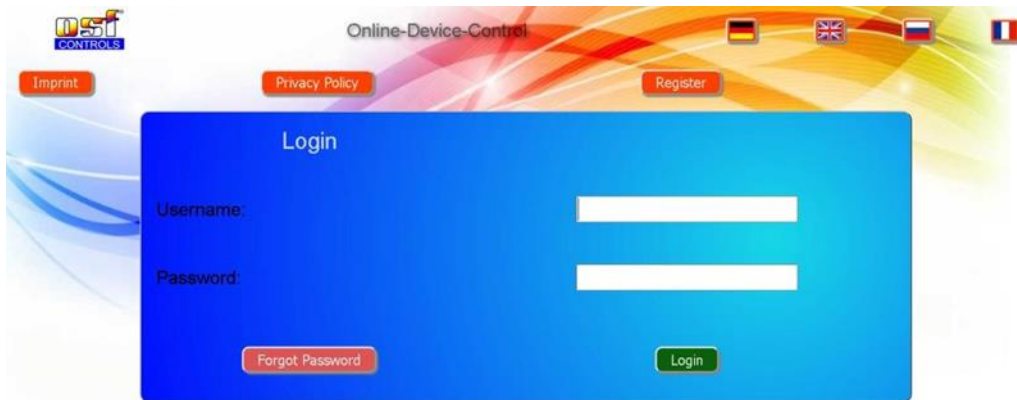 osf
CONTROLS
Online-Device-Control
Imprint
Privacy Policy
Register
Login
Username:
Password:
Forgot Password
Login